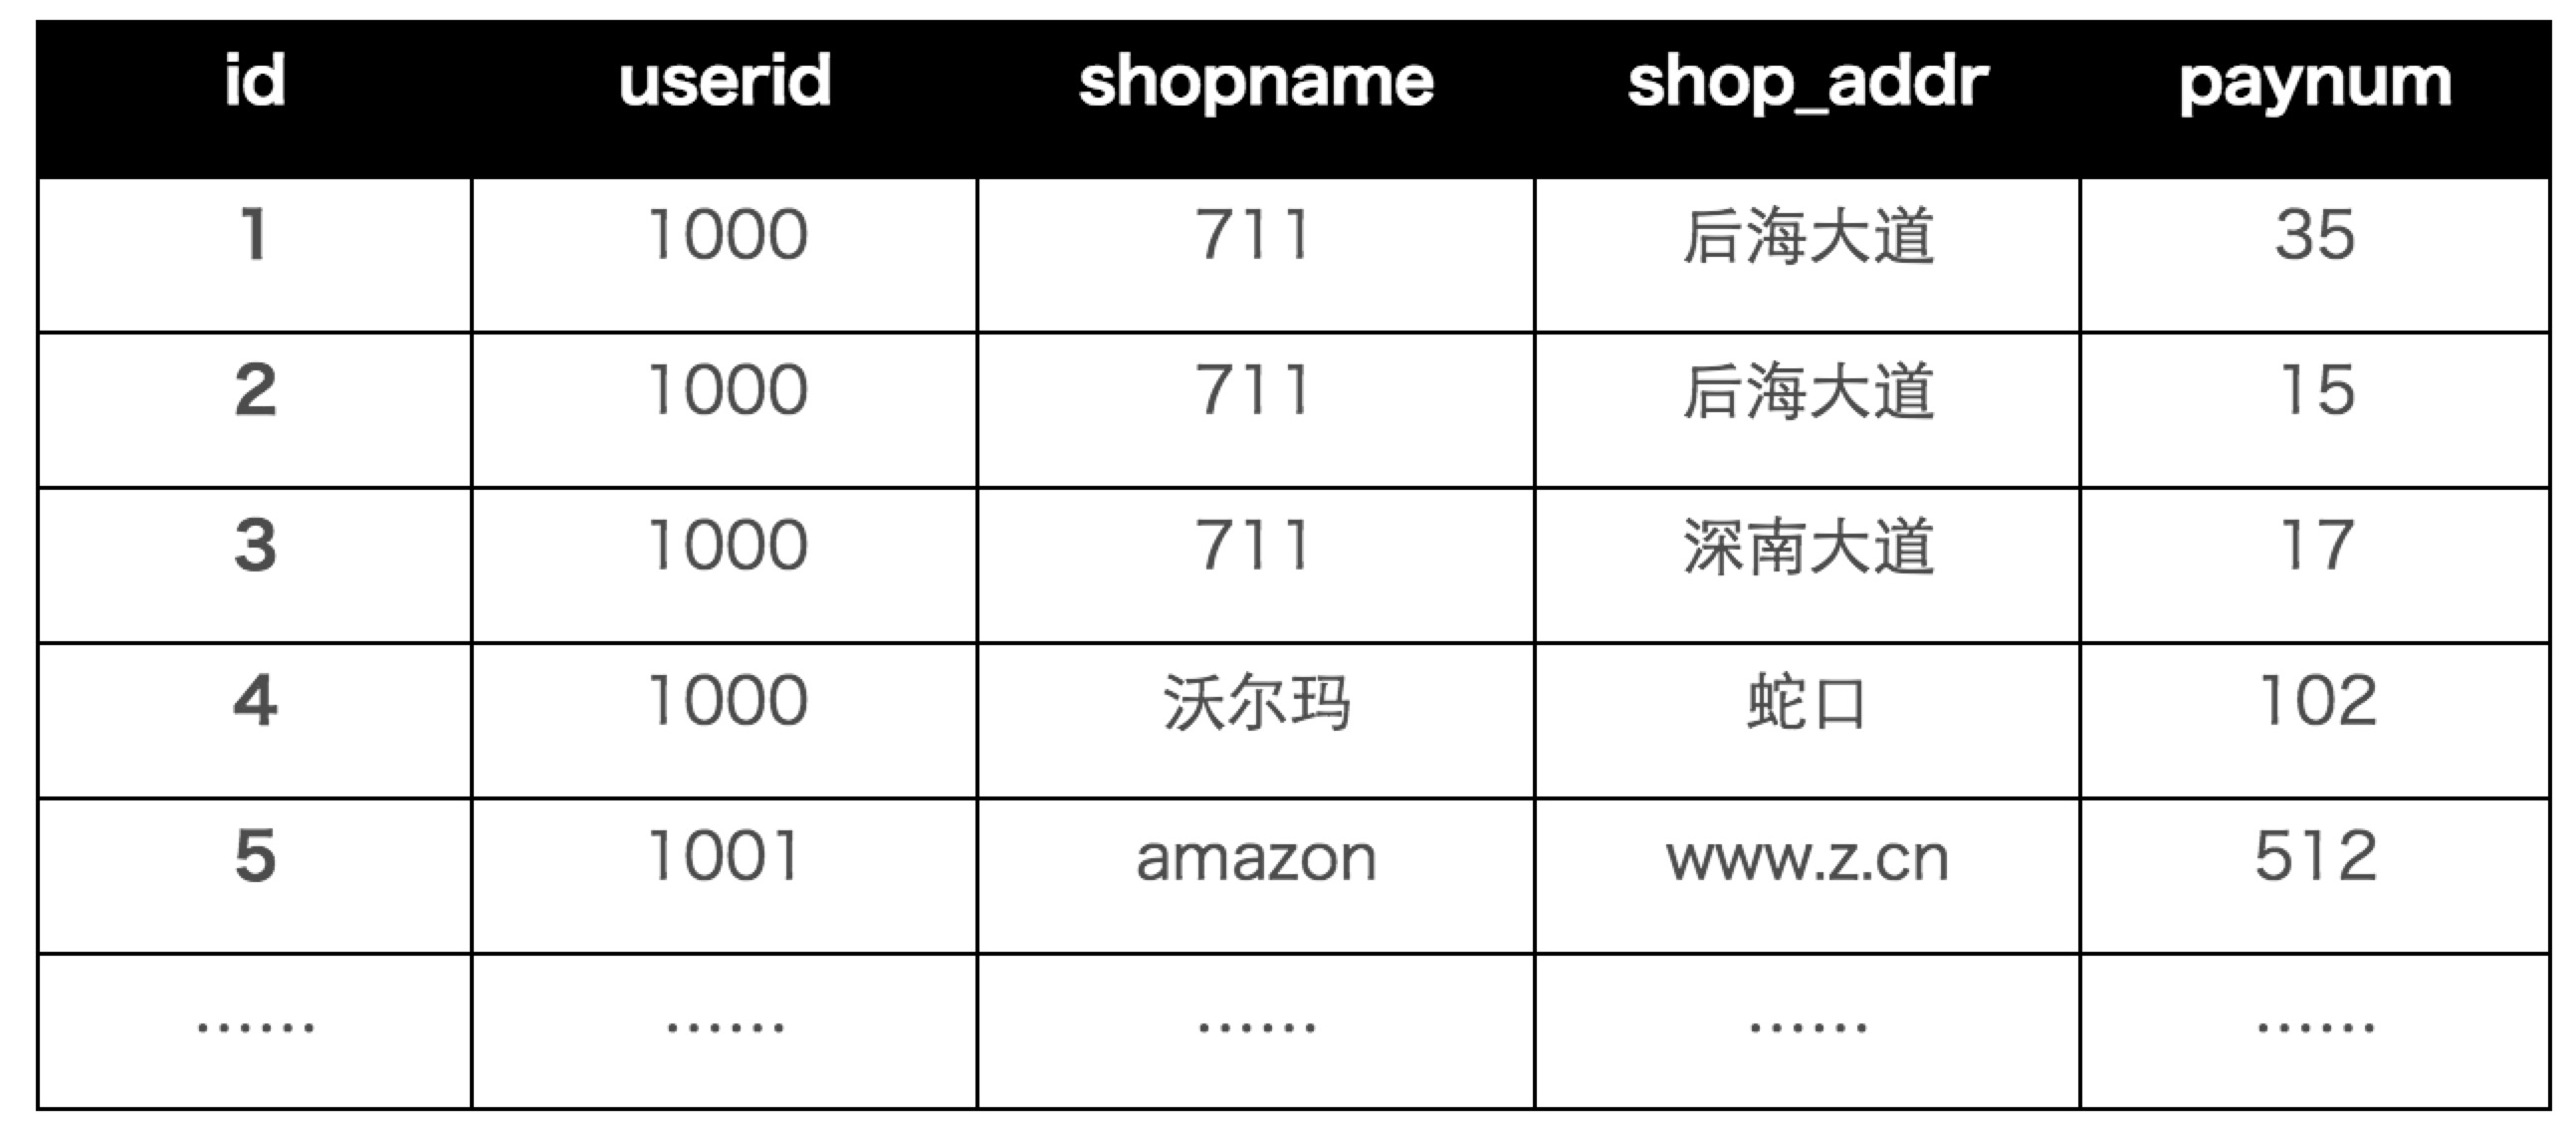 id userid shopname shop_addr paynum
1 1000 711 后海大道 35
2 1000 711 后海大道 15
3 1000 711 深南大道 17
4 1000 沃尔玛 蛇口 102
5 1001 amazon www.z.cn 512
…… …… …… …… ……